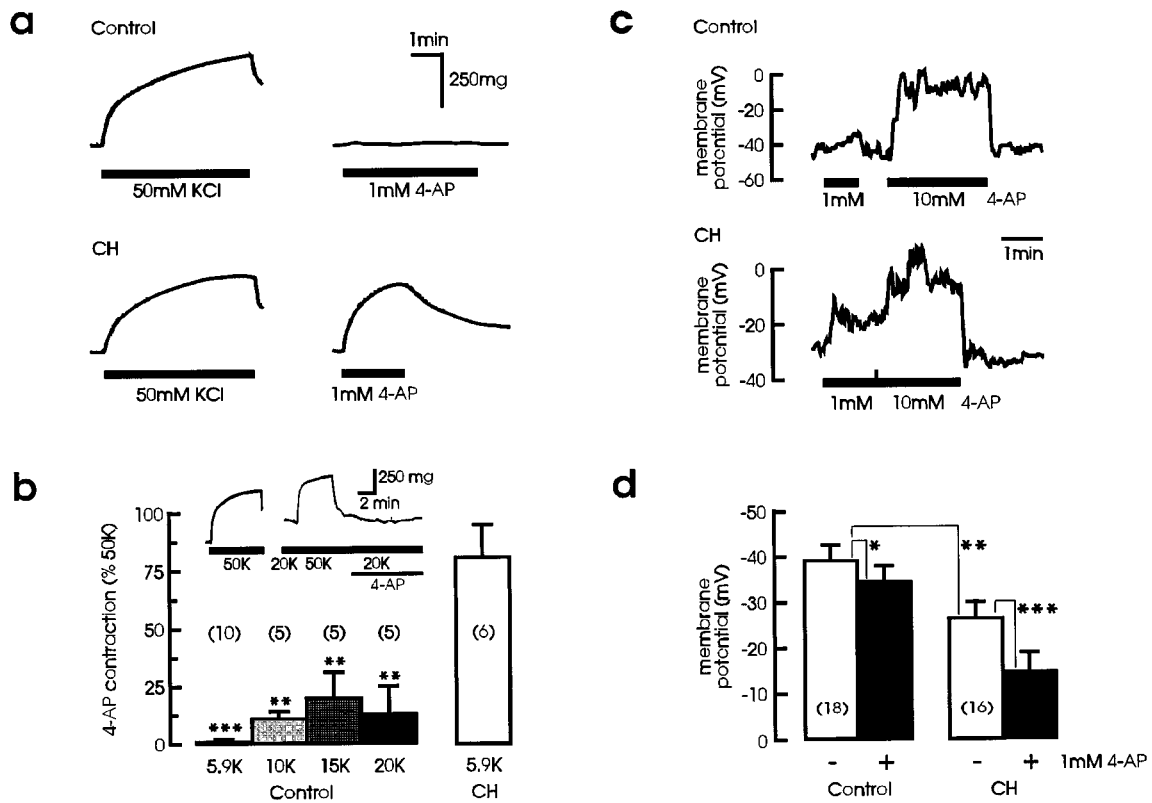 a
Control
1min
250mg
50mM KCl
1mM 4-AP
CH
50mM KCl
1mM 4-AP
b
4-AP contraction (% 50K)
100
75
50
25
0
250 mg
2 min
50K
20K
50K
20K
4-AP
(10)
(5)
(5)
(5)
(6)
***
**
**
**
5.9K
10K
15K
20K
5.9K
Control
CH
c
Control
membrane
potential (mV)
0
-20
-40
-60
1mM
10mM
4-AP
CH
1min
membrane
potential (mV)
0
-20
-40
1mM
10mM
4-AP
d
membrane
potential (mV)
-50
-40
-30
-20
-10
0
*
**
***
(18)
(16)
-
+
-
+
1mM 4-AP
Control
CH